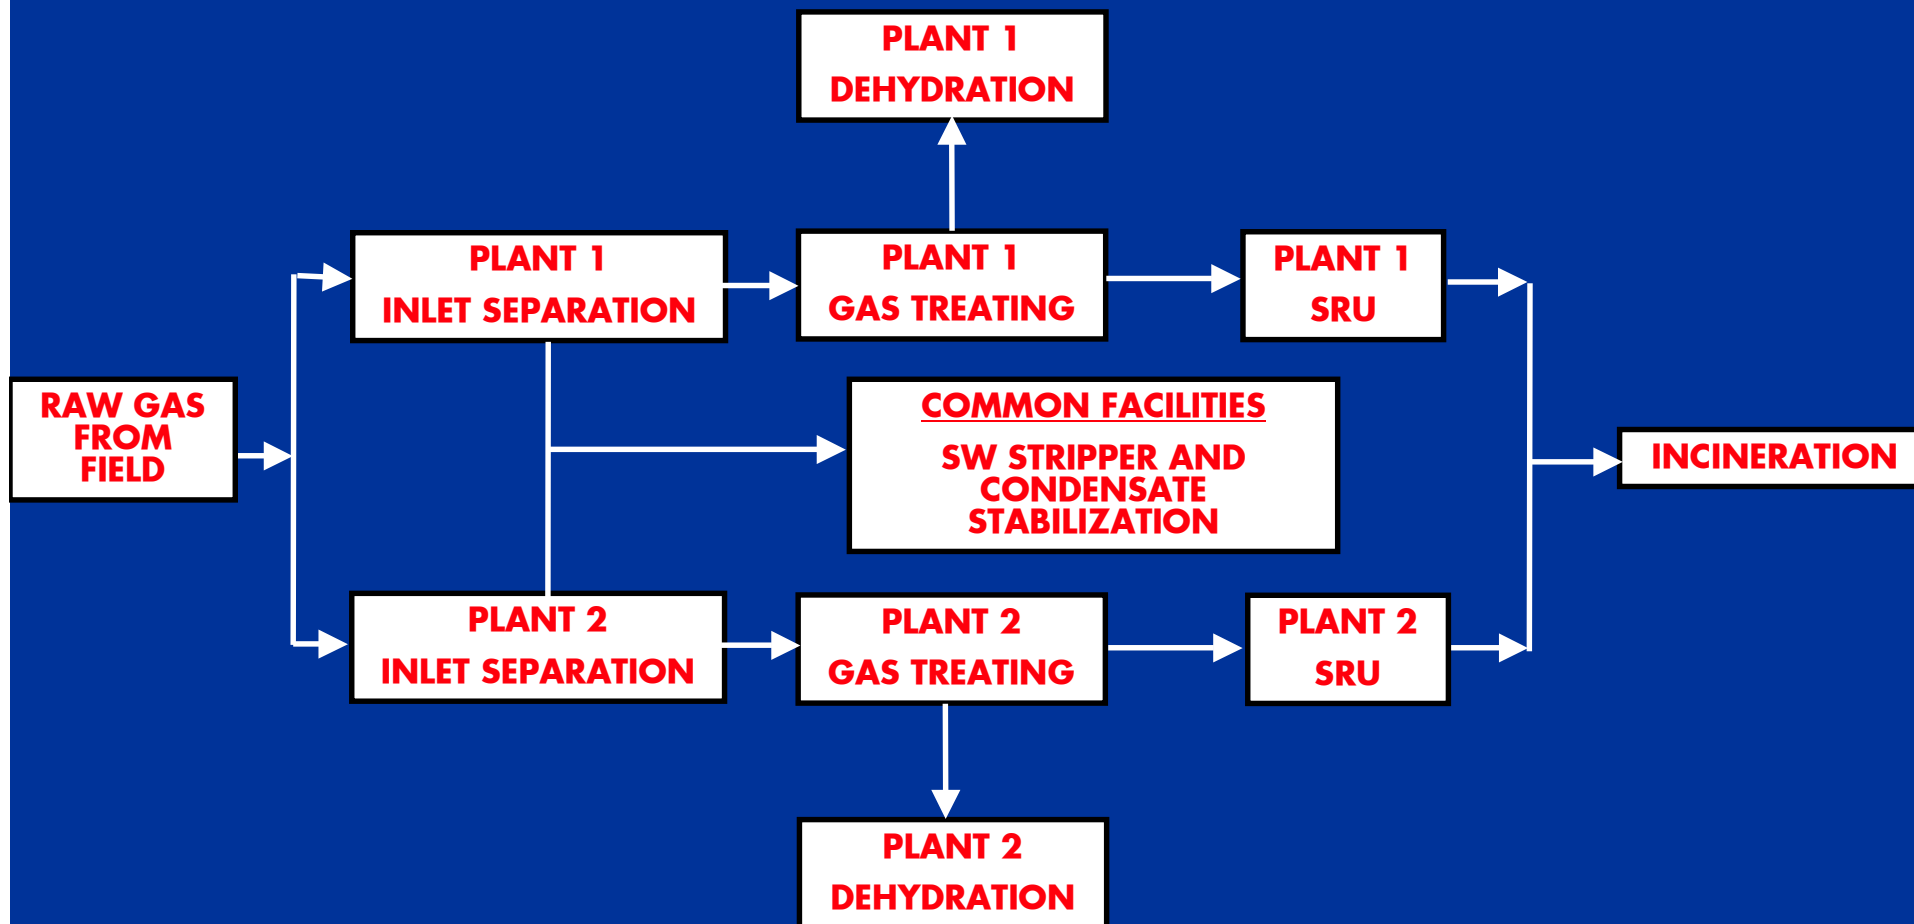 PLANT 1
DEHYDRATION
PLANT 1
INLET SEPARATION
PLANT 1
GAS TREATING
PLANT 1
SRU
RAW GAS
FROM
FIELD
COMMON FACILITIES
SW STRIPPER AND
CONDENSATE
STABILIZATION
INCINERATION
PLANT 2
INLET SEPARATION
PLANT 2
GAS TREATING
PLANT 2
SRU
PLANT 2
DEHYDRATION